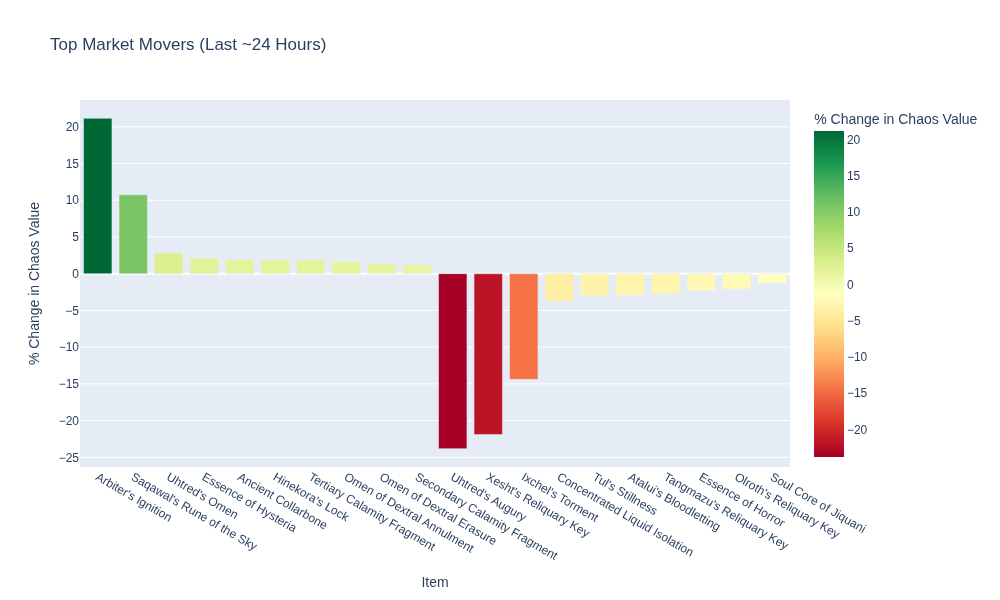 Top Market Movers (Last ~24 Hours)
% Change in Chaos Value
20
15
10
5
0
−5
−10
−15
−20
−25
Arbiter's Ignition
Saqawal's Rune of the Sky
Uhtred's Omen
Essence of Hysteria
Ancient Collarbone
Hinekora's Lock
Tertiary Calamity Fragment
Omen of Dextral Annulment
Omen of Dextral Erasure
Secondary Calamity Fragment
Uhtred's Augury
Xesht's Reliquary Key
Ixchel's Torment
Concentrated Liquid Isolation
Tul's Stillness
Atalui's Bloodletting
Tangmazu's Reliquary Key
Essence of Horror
Olroth's Reliquary Key
Soul Core of Jiquani
Item
% Change in Chaos Value
20
15
10
5
0
−5
−10
−15
−20